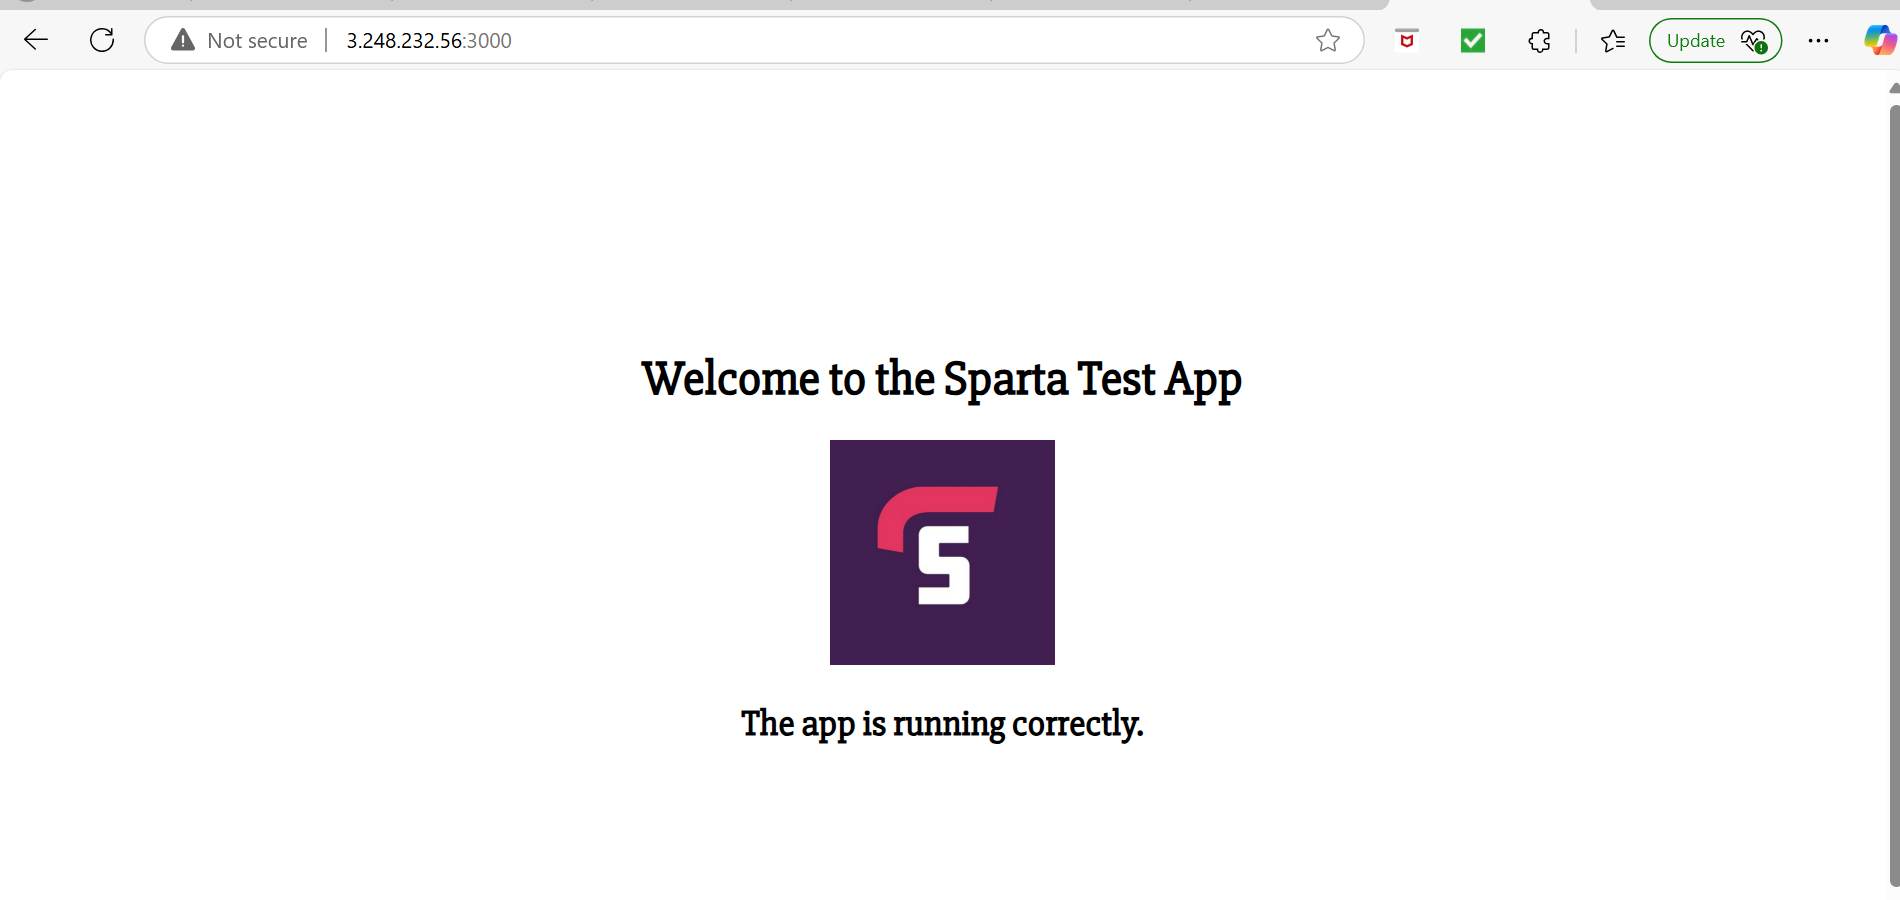 Not secure
3.248.232.56:3000
Update
Welcome to the Sparta Test App
S
The app is running correctly.